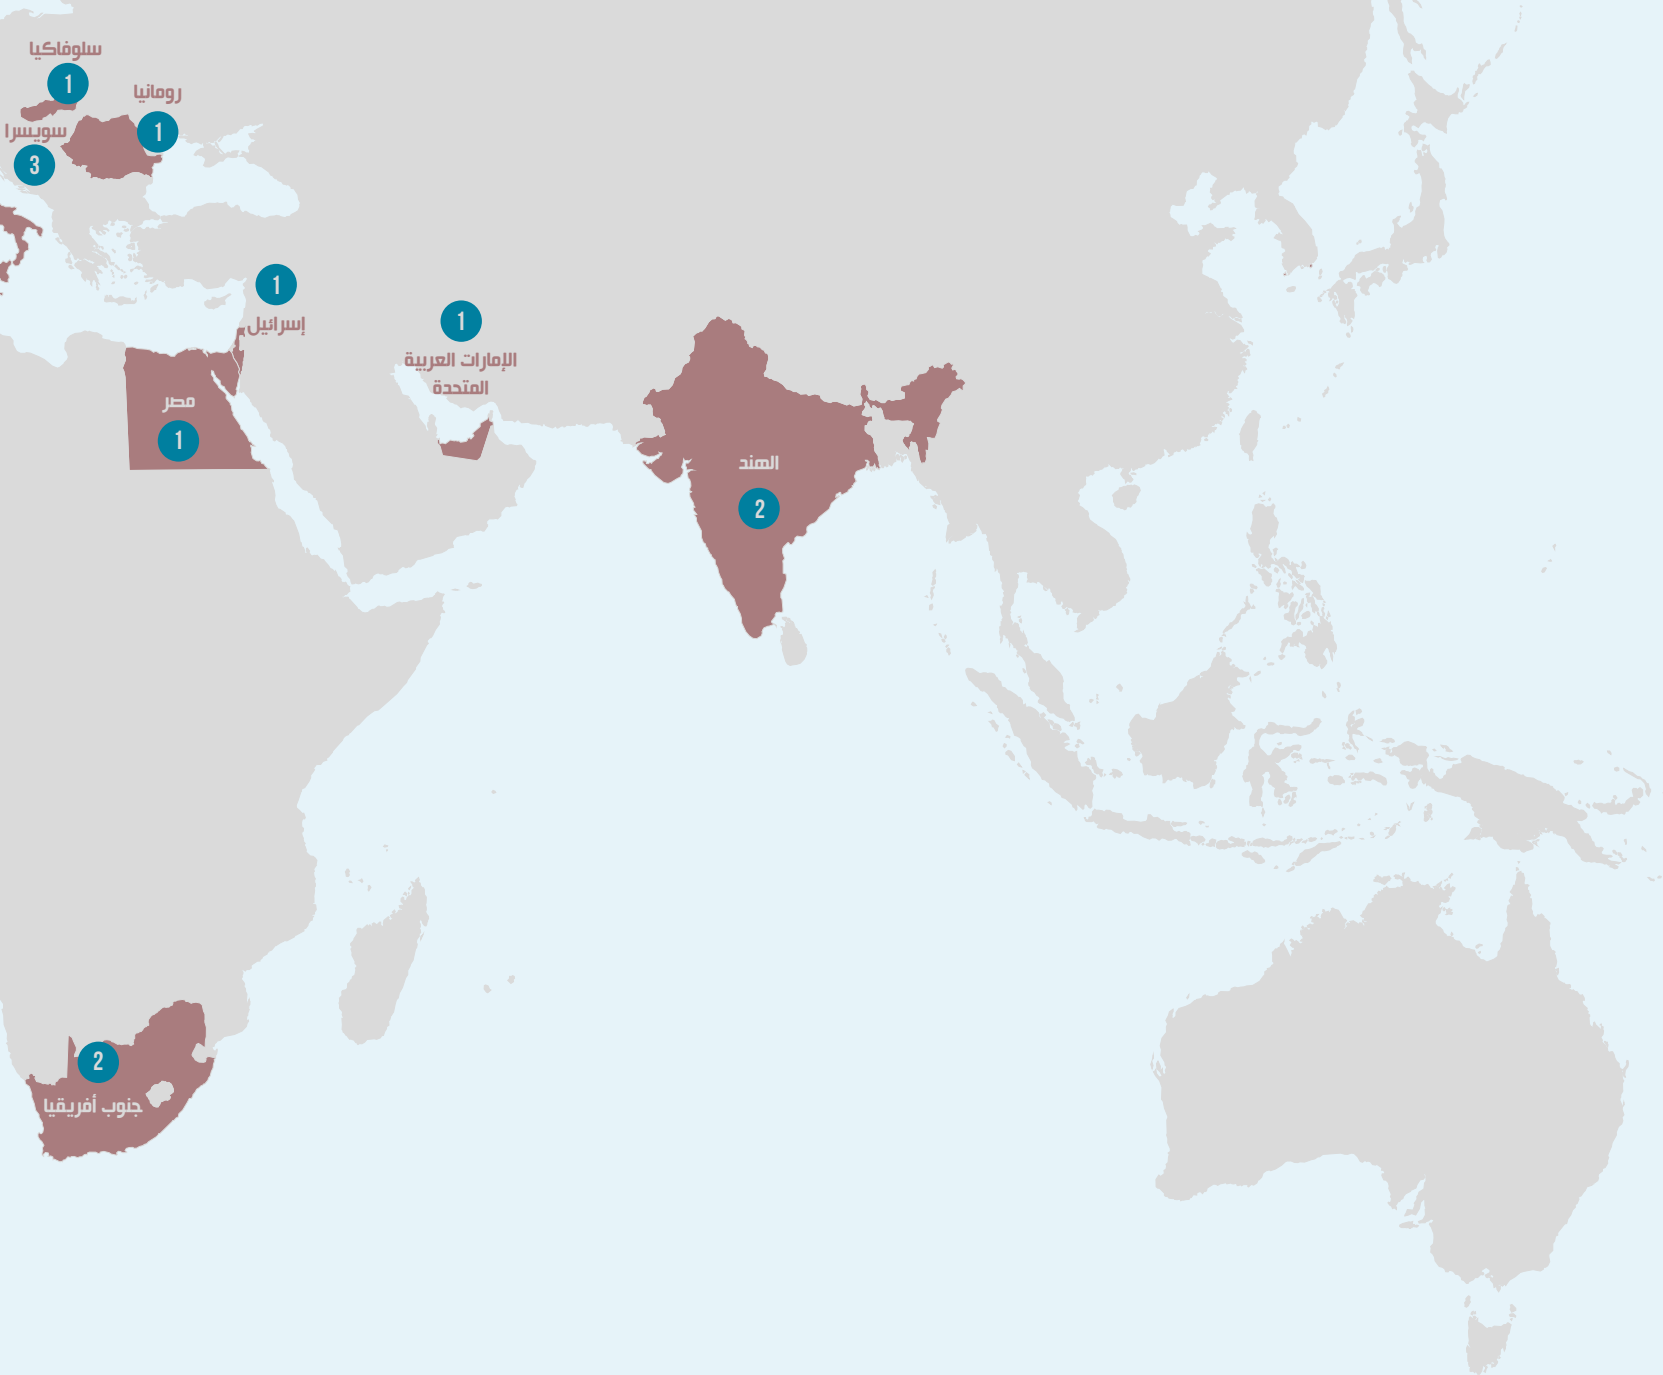 سلوفاكيا
1
رومانيا
1
سويسرا
3
1
إسرائيل
1
الإمارات العربية
المتحدة
مصر
1
الهند
2
2
جنوب أفريقيا